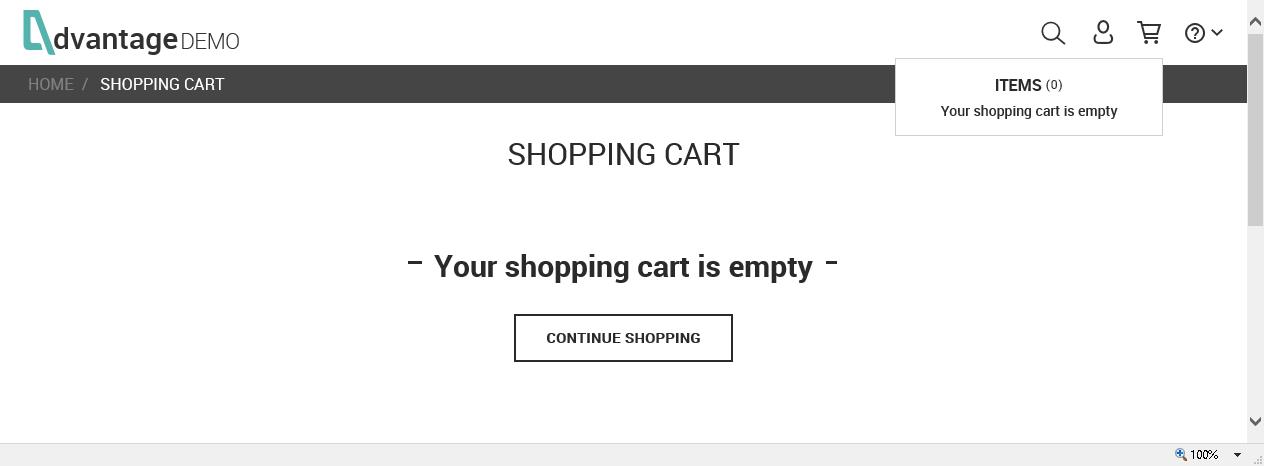 dvantage DEMO
HOME / SHOPPING CART
ITEMS (0)
Your shopping cart is empty
SHOPPING CART
- Your shopping cart is empty -
CONTINUE SHOPPING
100%